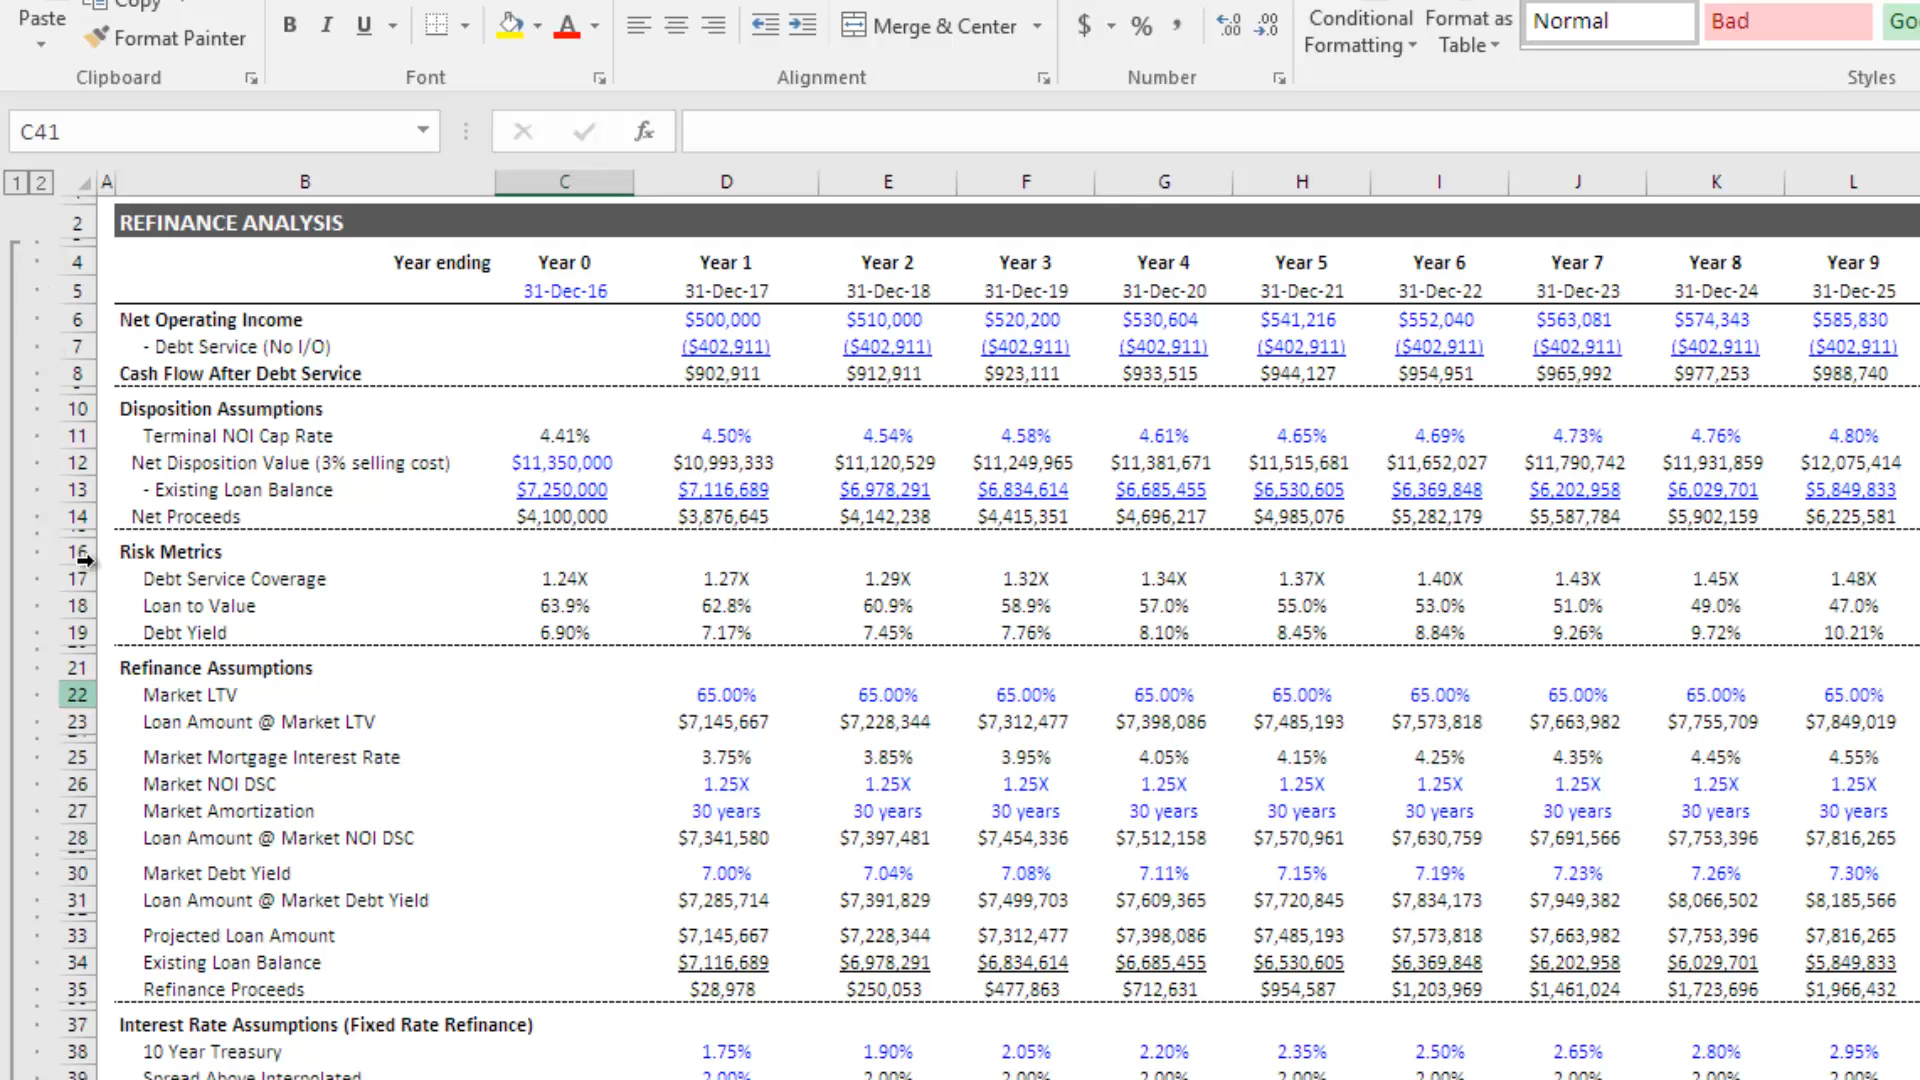 Paste
Copy
Format Painter
B I U A
Merge & Center
$ % ,
Conditional Formatting
Format as Table
Normal
Bad
Go
Clipboard
Font
Alignment
Number
Styles
C41
fx
1 2
A B C D E F G H I J K L
2 REFINANCE ANALYSIS
4 Year ending Year 0 Year 1 Year 2 Year 3 Year 4 Year 5 Year 6 Year 7 Year 8 Year 9
5 31-Dec-16 31-Dec-17 31-Dec-18 31-Dec-19 31-Dec-20 31-Dec-21 31-Dec-22 31-Dec-23 31-Dec-24 31-Dec-25
6 Net Operating Income $500,000 $510,000 $520,200 $530,604 $541,216 $552,040 $563,081 $574,343 $585,830
7 - Debt Service (No I/O) ($402,911) ($402,911) ($402,911) ($402,911) ($402,911) ($402,911) ($402,911) ($402,911) ($402,911)
8 Cash Flow After Debt Service $902,911 $912,911 $923,111 $933,515 $944,127 $954,951 $965,992 $977,253 $988,740
10 Disposition Assumptions
11 Terminal NOI Cap Rate 4.41% 4.50% 4.54% 4.58% 4.61% 4.65% 4.69% 4.73% 4.76% 4.80%
12 Net Disposition Value (3% selling cost) $11,350,000 $10,993,333 $11,120,529 $11,249,965 $11,381,671 $11,515,681 $11,652,027 $11,790,742 $11,931,859 $12,075,414
13 - Existing Loan Balance $7,250,000 $7,116,689 $6,978,291 $6,834,614 $6,685,455 $6,530,605 $6,369,848 $6,202,958 $6,029,701 $5,849,833
14 Net Proceeds $4,100,000 $3,876,645 $4,142,238 $4,415,351 $4,696,217 $4,985,076 $5,282,179 $5,587,784 $5,902,159 $6,225,581
16 Risk Metrics
17 Debt Service Coverage 1.24X 1.27X 1.29X 1.32X 1.34X 1.37X 1.40X 1.43X 1.45X 1.48X
18 Loan to Value 63.9% 62.8% 60.9% 58.9% 57.0% 55.0% 53.0% 51.0% 49.0% 47.0%
19 Debt Yield 6.90% 7.17% 7.45% 7.76% 8.10% 8.45% 8.84% 9.26% 9.72% 10.21%
21 Refinance Assumptions
22 Market LTV 65.00% 65.00% 65.00% 65.00% 65.00% 65.00% 65.00% 65.00% 65.00%
23 Loan Amount @ Market LTV $7,145,667 $7,228,344 $7,312,477 $7,398,086 $7,485,193 $7,573,818 $7,663,982 $7,755,709 $7,849,019
25 Market Mortgage Interest Rate 3.75% 3.85% 3.95% 4.05% 4.15% 4.25% 4.35% 4.45% 4.55%
26 Market NOI DSC 1.25X 1.25X 1.25X 1.25X 1.25X 1.25X 1.25X 1.25X 1.25X
27 Market Amortization 30 years 30 years 30 years 30 years 30 years 30 years 30 years 30 years 30 years
28 Loan Amount @ Market NOI DSC $7,341,580 $7,397,481 $7,454,336 $7,512,158 $7,570,961 $7,630,759 $7,691,566 $7,753,396 $7,816,265
30 Market Debt Yield 7.00% 7.04% 7.08% 7.11% 7.15% 7.19% 7.23% 7.26% 7.30%
31 Loan Amount @ Market Debt Yield $7,285,714 $7,391,829 $7,499,703 $7,609,365 $7,720,845 $7,834,173 $7,949,382 $8,066,502 $8,185,566
33 Projected Loan Amount $7,145,667 $7,228,344 $7,312,477 $7,398,086 $7,485,193 $7,573,818 $7,663,982 $7,753,396 $7,816,265
34 Existing Loan Balance $7,116,689 $6,978,291 $6,834,614 $6,685,455 $6,530,605 $6,369,848 $6,202,958 $6,029,701 $5,849,833
35 Refinance Proceeds $28,978 $250,053 $477,863 $712,631 $954,587 $1,203,969 $1,461,024 $1,723,696 $1,966,432
37 Interest Rate Assumptions (Fixed Rate Refinance)
38 10 Year Treasury 1.75% 1.90% 2.05% 2.20% 2.35% 2.50% 2.65% 2.80% 2.95%
39 Spread Above Interpolated 2.00% 2.00% 2.00% 2.00% 2.00% 2.00% 2.00% 2.00% 2.00%